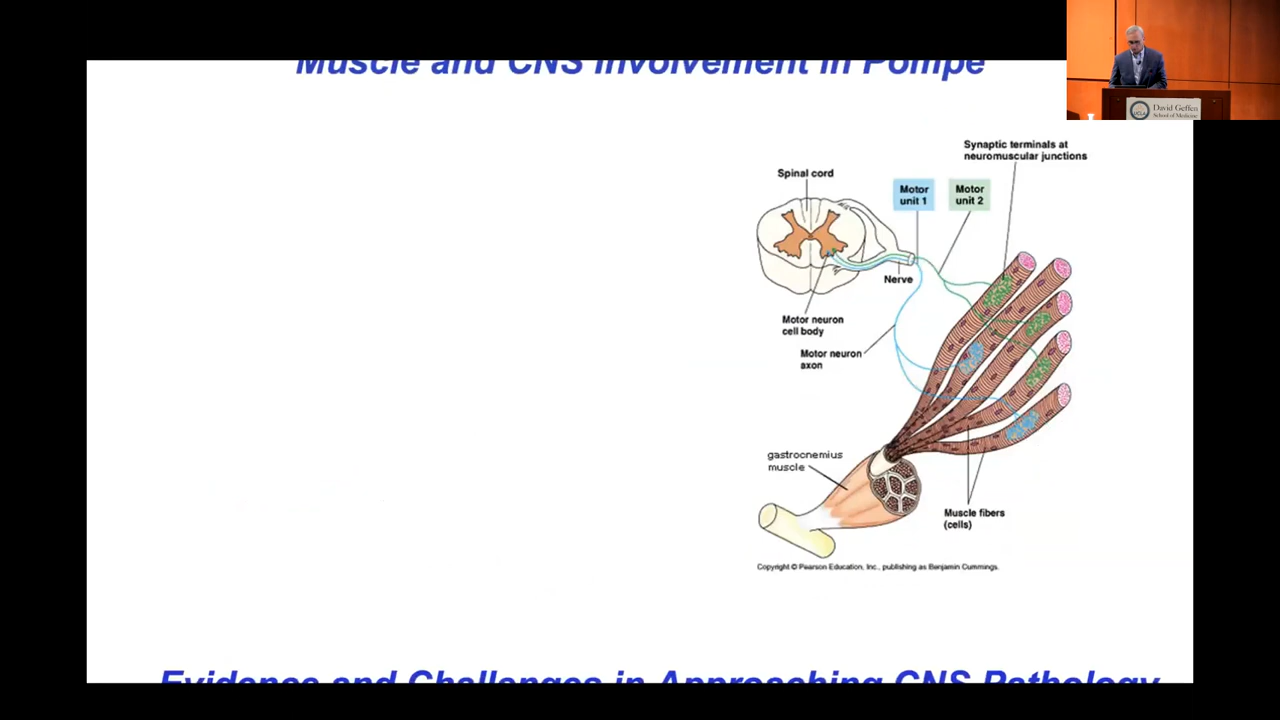 Muscle and CNS Involvement in Pompe
David Geffen
School of Medicine
UCLA
Synaptic terminals at
neuromuscular junctions
Spinal cord
Motor
unit 1
Motor
unit 2
Nerve
Motor neuron
cell body
Motor neuron
axon
gastrocnemius
muscle
Muscle fibers
(cells)
Copyright © Pearson Education, Inc., publishing as Benjamin Cummings.
Evidence and Challenges in Approaching CNS Pathology